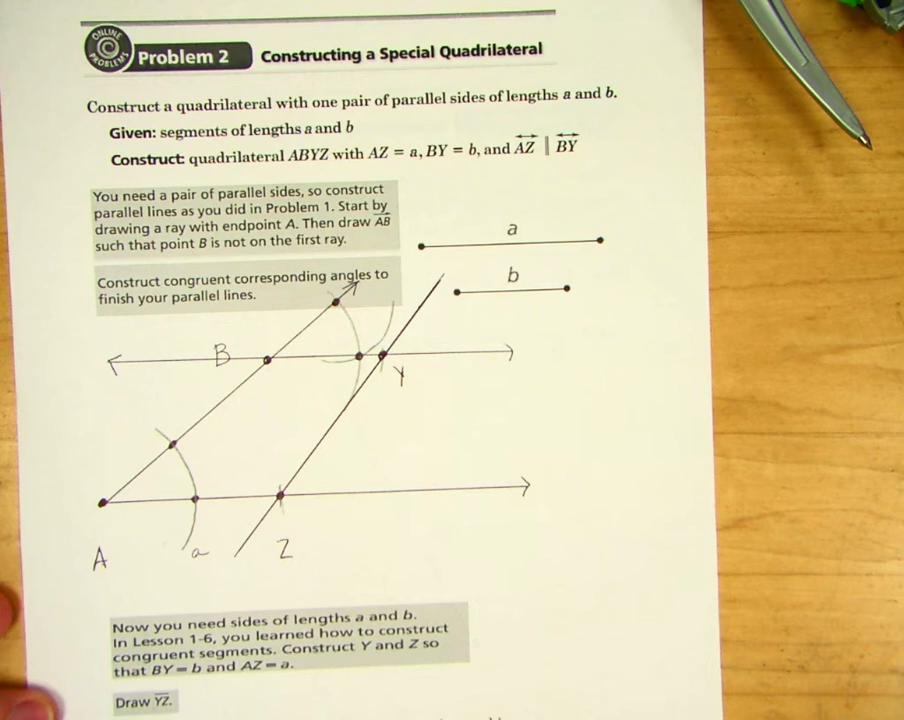 ONLINE
PROBLEMS
Problem 2 Constructing a Special Quadrilateral
Construct a quadrilateral with one pair of parallel sides of lengths a and b.
Given: segments of lengths a and b
Construct: quadrilateral ABYZ with AZ = a, BY = b, and AZ ∥ BY
You need a pair of parallel sides, so construct
parallel lines as you did in Problem 1. Start by
drawing a ray with endpoint A. Then draw AB
such that point B is not on the first ray.
a
Construct congruent corresponding angles to
finish your parallel lines.
b
B
Y
A
a
Z
Now you need sides of lengths a and b.
In Lesson 1-6, you learned how to construct
congruent segments. Construct Y and Z so
that BY = b and AZ = a.
Draw YZ.